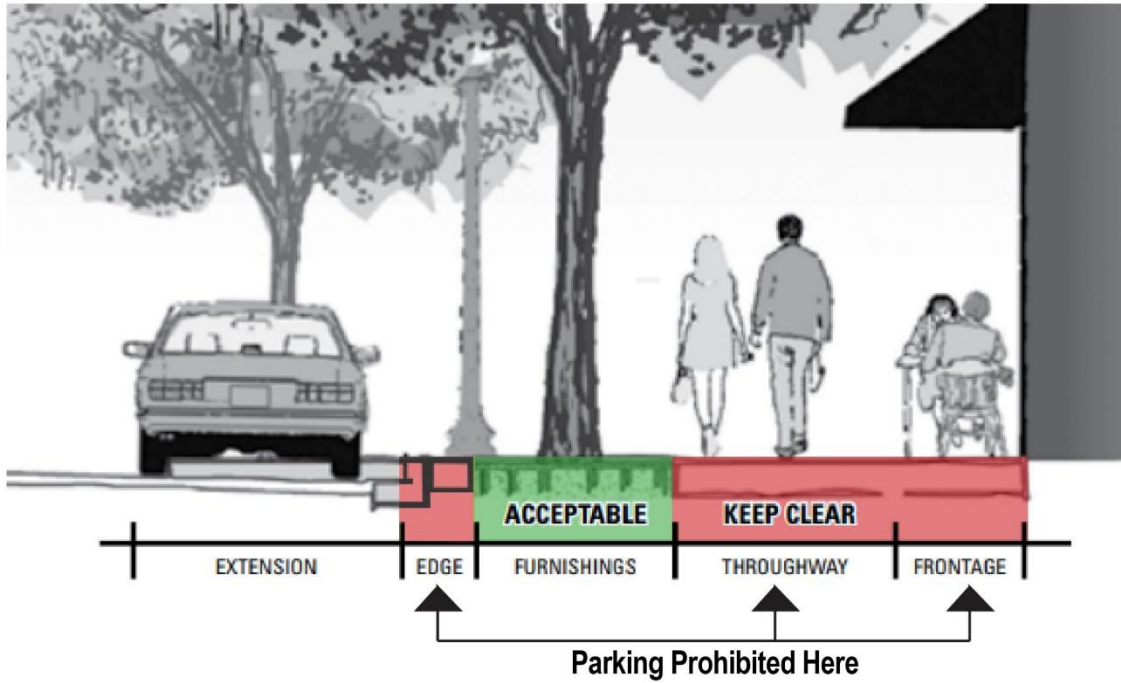 ACCEPTABLE KEEP CLEAR
EXTENSION EDGE FURNISHINGS THROUGHWAY FRONTAGE
Parking Prohibited Here